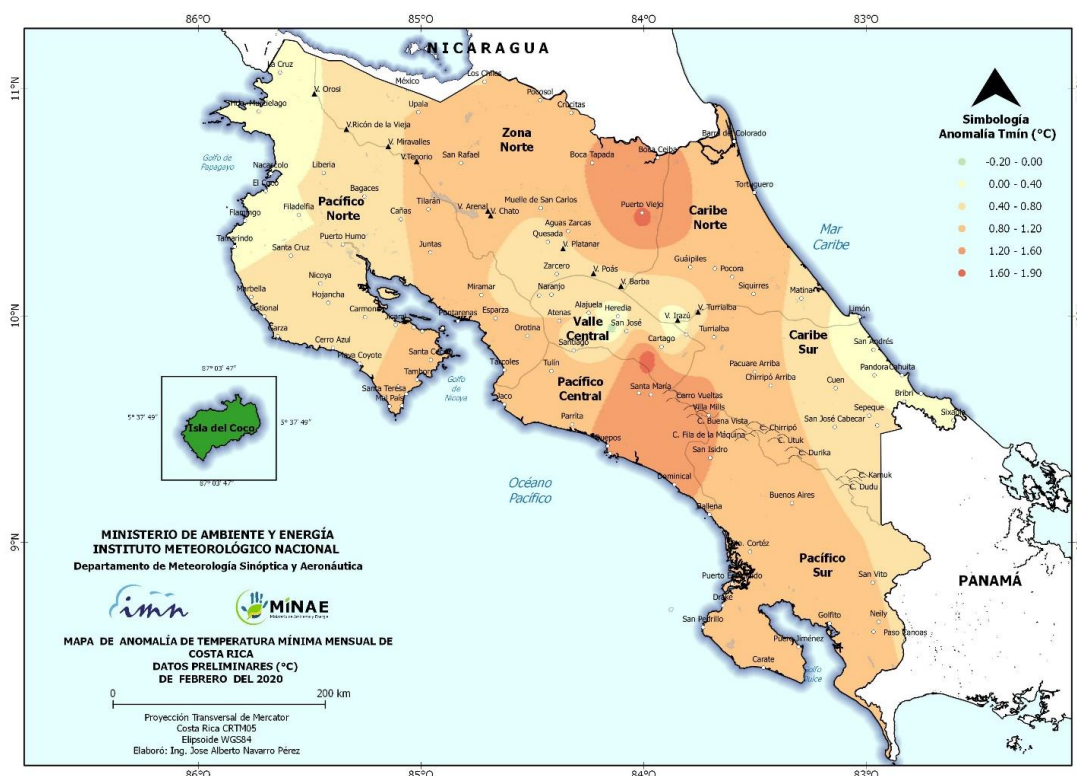 86°O
85°O
84°O
83°O
NICARAGUA
La Cruz
Los Chiles
11°N
11°N
V. Orosi
México
Pocosol
Upala
Crucitas
V.Ricón de la Vieja
Zona
Norte
V. Miravalles
V.Tenorio
San Rafael
Boca Tapada
Boca Ceiba
Barra del Colorado
Golfo de
Papagayo
Nacascolo
Liberia
El Coco
Bagaces
Tortuguero
Pacífico
Norte
Tilarán
Muelle de San Carlos
Puerto Viejo
Caribe
Norte
Flamingo
Filadelfia
Cañas
V. Arenal
V. Chato
Aguas Zarcas
Tamarindo
Puerto Humo
Quesada
V. Platanar
Mar
Caribe
Santa Cruz
Juntas
Guápiles
Pocora
Zarcero
V. Poás
Nicoya
V. Barba
Siquirres
Matina
Marbella
Hojancha
Miramar
Naranjo
Ostional
Carmona
Puntarenas
Esparza
Atenas
Alajuela
Heredia
V. Irazú
V. Turrialba
Limón
10°N
10°N
Garza
Jicaral
Orotina
Valle
Central
San José
Turrialba
Caribe
Sur
San Andrés
Cerro Azul
Santiago
Cartago
Playa Coyote
Santa Cecilia
Tárcoles
Tulín
Pacuare Arriba
Pandora
Cahuita
Tambor
Golfo
de
Nicoya
Pacífico
Central
Santa María
Chirripó Arriba
Cuen
Santa Teresa
Mal País
Jaco
Cerro Vueltas
Villa Mills
Bribri
Sixaola
Parrita
C. Buena Vista
San José Cabecar
Sepeque
Quepos
C. Fila de la Máquina
C. Chirripó
C. Utuk
San Isidro
C. Durika
C. Kamuk
C. Dudu
Dominical
Buenos Aires
Océano
Pacífico
Ballena
Pacífico
Sur
San Vito
PANAMÁ
9°N
9°N
Drake
San Pedrillo
Golfito
Neily
Puero Jiménez
Paso Canoas
Carate
Golfo
Dulce
Simbología
Anomalía Tmín (°C)
-0.20 - 0.00
0.00 - 0.40
0.40 - 0.80
0.80 - 1.20
1.20 - 1.60
1.60 - 1.90
87° 03' 47"
5° 37' 49"
Isla del Coco
87° 03' 47"
MINISTERIO DE AMBIENTE Y ENERGÍA
INSTITUTO METEOROLÓGICO NACIONAL
Departamento de Meteorología Sinóptica y Aeronáutica
imn
MiNAE
MAPA DE ANOMALÍA DE TEMPERATURA MÍNIMA MENSUAL DE
COSTA RICA
DATOS PRELIMINARES (°C)
DE FEBRERO DEL 2020
0
200 km
Proyección Transversal de Mercator
Costa Rica CRTM05
Elipsoide WGS84
Elaboró: Ing. Jose Alberto Navarro Pérez
86°O
85°O
84°O
83°O